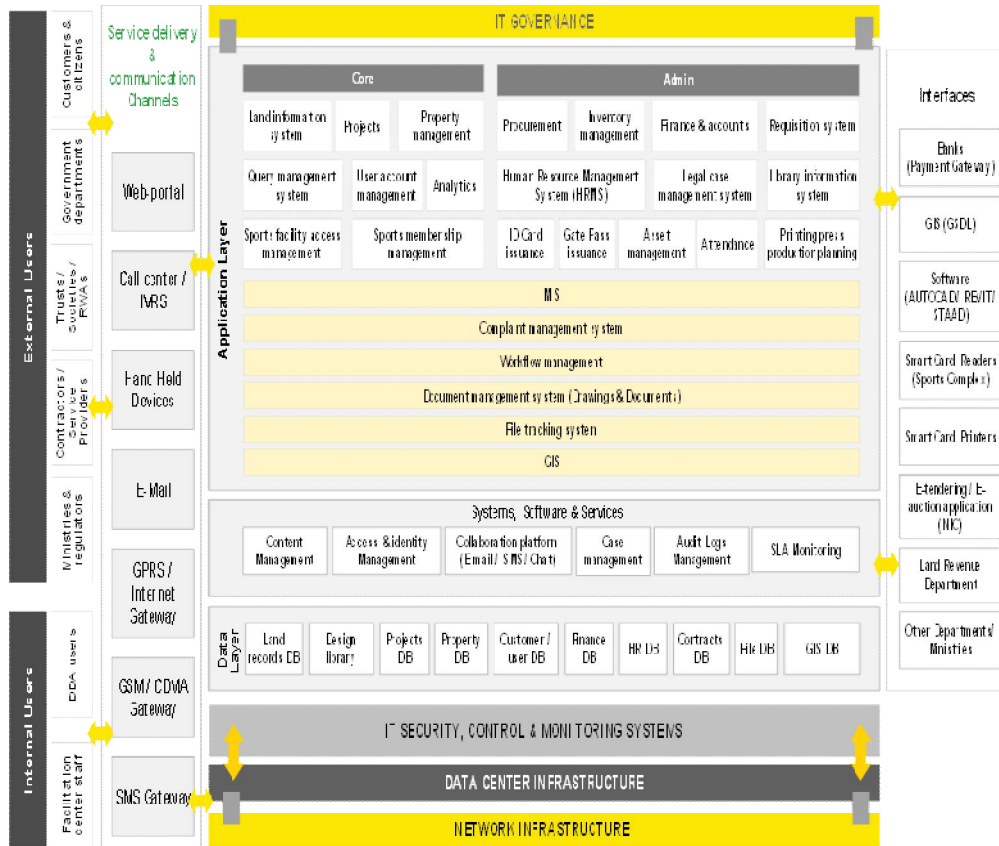 IT GOVERNANCE
External Users
Customers &
citizens
Government
departments
Trusts /
Societies /
RWAs
Contractors /
Service
Providers
Ministries &
regulators
Internal Users
DDA users
Facilitation
center staff
Service delivery
&
communication
Channels
Web-portal
Call center /
IVRS
Hand Held
Devices
E-Mail
GPRS /
Internet
Gateway
GSM / CDMA
Gateway
SMS Gateway
Application Layer
Core
Land information
system
Projects
Property
management
Query management
system
User account
management
Analytics
Sports facility access
management
Sports membership
management
Admin
Procurement
Inventory
management
Finance & accounts
Requisition system
Human Resource Management
System (HRMS)
Legal case
management system
Library information
system
ID Card
issuance
Gate Pass
issuance
Asset
management
Attendance
Printing press
production planning
MIS
Complaint management system
Workflow management
Document management system (Drawings & Documents)
File tracking system
GIS
Systems, Software & Services
Content
Management
Access & identity
Management
Collaboration platform
(Email / SMS / Chat)
Case
management
Audit Logs
Management
SLA Monitoring
Data
Layer
Land
records DB
Design
library
Projects
DB
Property
DB
Customer /
user DB
Finance
DB
HR DB
Contracts
DB
File DB
GIS DB
IT SECURITY, CONTROL & MONITORING SYSTEMS
DATA CENTER INFRASTRUCTURE
NETWORK INFRASTRUCTURE
Interfaces
Banks
(Payment Gateway)
GIS (GSDL)
Software
(AUTOCAD/ REVIT/
STAAD)
Smart Card Readers
(Sports Complex)
Smart Card Printers
E-tendering / E-
auction application
(NIC)
Land Revenue
Department
Other Departments/
Ministries